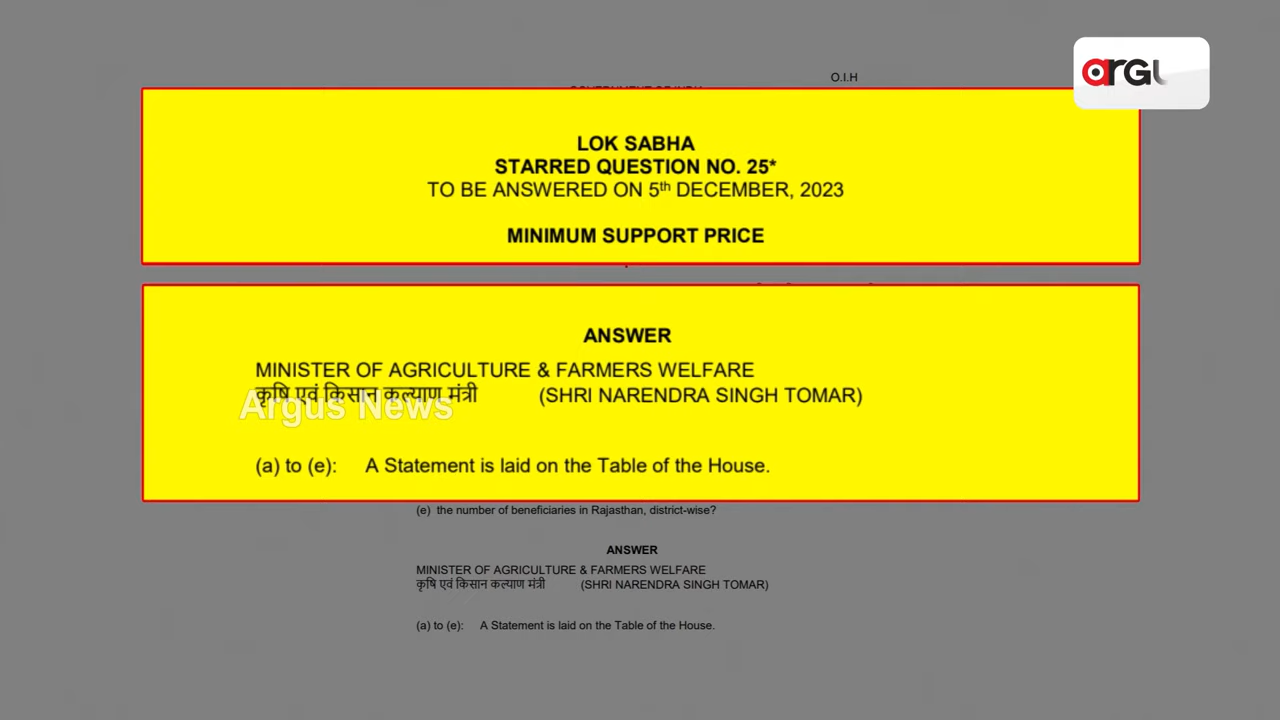 O.I.H
LOK SABHA
STARRED QUESTION NO. 25*
TO BE ANSWERED ON 5th DECEMBER, 2023
MINIMUM SUPPORT PRICE
ANSWER
MINISTER OF AGRICULTURE & FARMERS WELFARE
कृषि एवं किसान कल्याण मंत्री (SHRI NARENDRA SINGH TOMAR)
Argus News
(a) to (e): A Statement is laid on the Table of the House.
(e) the number of beneficiaries in Rajasthan, district-wise?
ANSWER
MINISTER OF AGRICULTURE & FARMERS WELFARE
कृषि एवं किसान कल्याण मंत्री (SHRI NARENDRA SINGH TOMAR)
(a) to (e): A Statement is laid on the Table of the House.